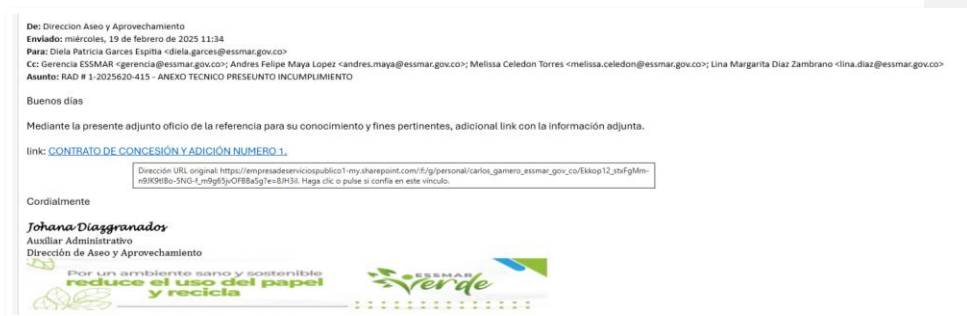 De: Direccion Aseo y Aprovechamiento
Enviado: miércoles, 19 de febrero de 2025 11:34
Para: Diela Patricia Garces Espitia <diela.garces@essmar.gov.co>
Cc: Gerencia ESSMAR <gerencia@essmar.gov.co>; Andres Felipe Maya Lopez <andres.maya@essmar.gov.co>; Melissa Celedon Torres <melissa.celedon@essmar.gov.co>; Lina Margarita Diaz Zambrano <lina.diaz@essmar.gov.co>
Asunto: RAD # 1-2025620-415 - ANEXO TECNICO PRESEUNTO INCUMPLIMIENTO
Buenos días
Mediante la presente adjunto oficio de la referencia para su conocimiento y fines pertinentes, adicional link con la información adjunta.
link: CONTRATO DE CONCESIÓN Y ADICIÓN NUMERO 1.
Dirección URL original: https://empresadeserviciospublico1-my.sharepoint.com/:f:/g/personal/carlos_gamero_essmar_gov_co/
Haga clic o pulse si confía en este vínculo.
Cordialmente
Johana Diazgranados
Auxiliar Administrativo
Dirección de Aseo y Aprovechamiento
Por un ambiente sano y sostenible
reduce el uso del papel
y recicla
ESSMAR
Verde